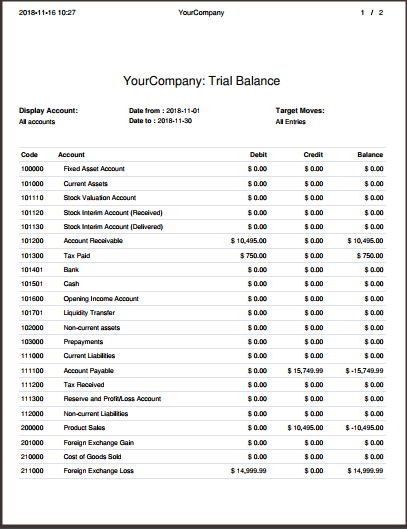 2018-11-16 10:27 YourCompany 1 / 2
YourCompany: Trial Balance
Display Account: Date from : 2018-11-01 Target Moves:
All accounts Date to : 2018-11-30 All Entries
Code Account Debit Credit Balance
100000 Fixed Asset Account $ 0.00 $ 0.00 $ 0.00
101000 Current Assets $ 0.00 $ 0.00 $ 0.00
101110 Stock Valuation Account $ 0.00 $ 0.00 $ 0.00
101120 Stock Interim Account (Received) $ 0.00 $ 0.00 $ 0.00
101130 Stock Interim Account (Delivered) $ 0.00 $ 0.00 $ 0.00
101200 Account Receivable $ 10,495.00 $ 0.00 $ 10,495.00
101300 Tax Paid $ 750.00 $ 0.00 $ 750.00
101401 Bank $ 0.00 $ 0.00 $ 0.00
101501 Cash $ 0.00 $ 0.00 $ 0.00
101600 Opening Income Account $ 0.00 $ 0.00 $ 0.00
101701 Liquidity Transfer $ 0.00 $ 0.00 $ 0.00
102000 Non-current assets $ 0.00 $ 0.00 $ 0.00
103000 Prepayments $ 0.00 $ 0.00 $ 0.00
111000 Current Liabilities $ 0.00 $ 0.00 $ 0.00
111100 Account Payable $ 0.00 $ 15,749.99 $ -15,749.99
111200 Tax Received $ 0.00 $ 0.00 $ 0.00
111300 Reserve and Profit/Loss Account $ 0.00 $ 0.00 $ 0.00
112000 Non-current Liabilities $ 0.00 $ 0.00 $ 0.00
200000 Product Sales $ 0.00 $ 10,495.00 $ -10,495.00
201000 Foreign Exchange Gain $ 0.00 $ 0.00 $ 0.00
210000 Cost of Goods Sold $ 0.00 $ 0.00 $ 0.00
211000 Foreign Exchange Loss $ 14,999.99 $ 0.00 $ 14,999.99